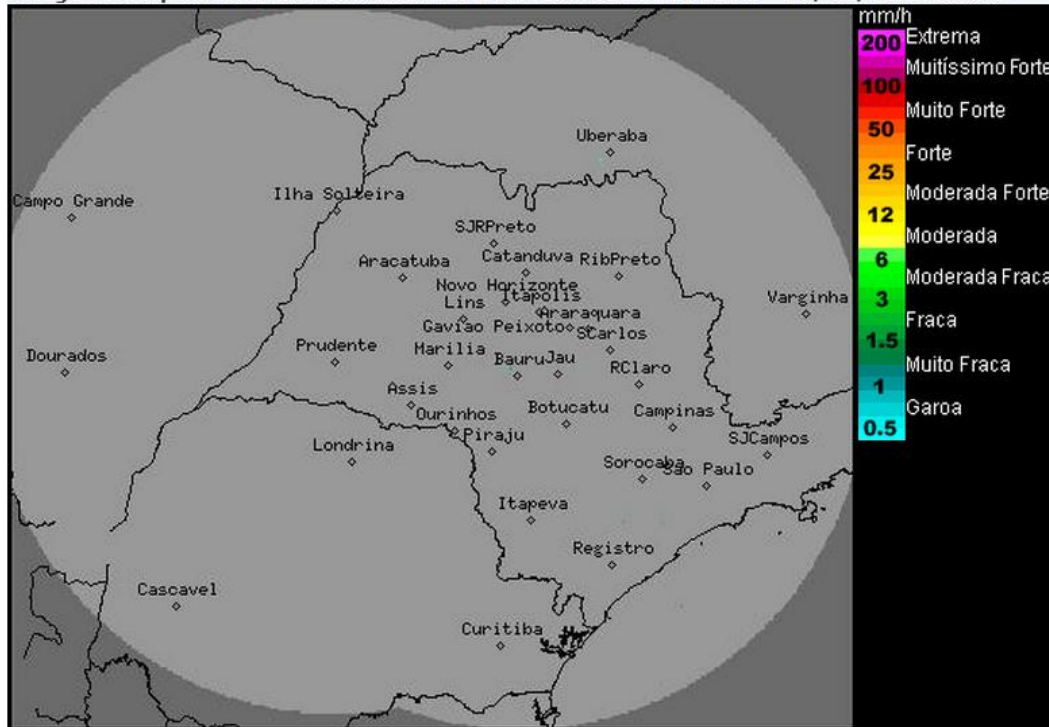 mm/h
200 Extrema
Muitíssimo Forte
100
Muito Forte
50
Forte
25
Moderada Forte
12
Moderada
6
Moderada Fraca
3
Fraca
1.5
Muito Fraca
1
Garoa
0.5
Uberaba
Campo Grande
Ilha Solteira
SJRPreto
Aracatuba
Catanduva
RibPreto
Novo Horizonte
Lins
Itapolis
Araraquara
Varginha
Gaviao Peixoto
SCarlos
Dourados
Prudente
Marilia
Bauru
Jau
RClaro
Assis
Ourinhos
Botucatu
Campinas
Londrina
Piraju
SJCampos
Sorocaba
Sao Paulo
Itapeva
Registro
Cascavel
Curitiba